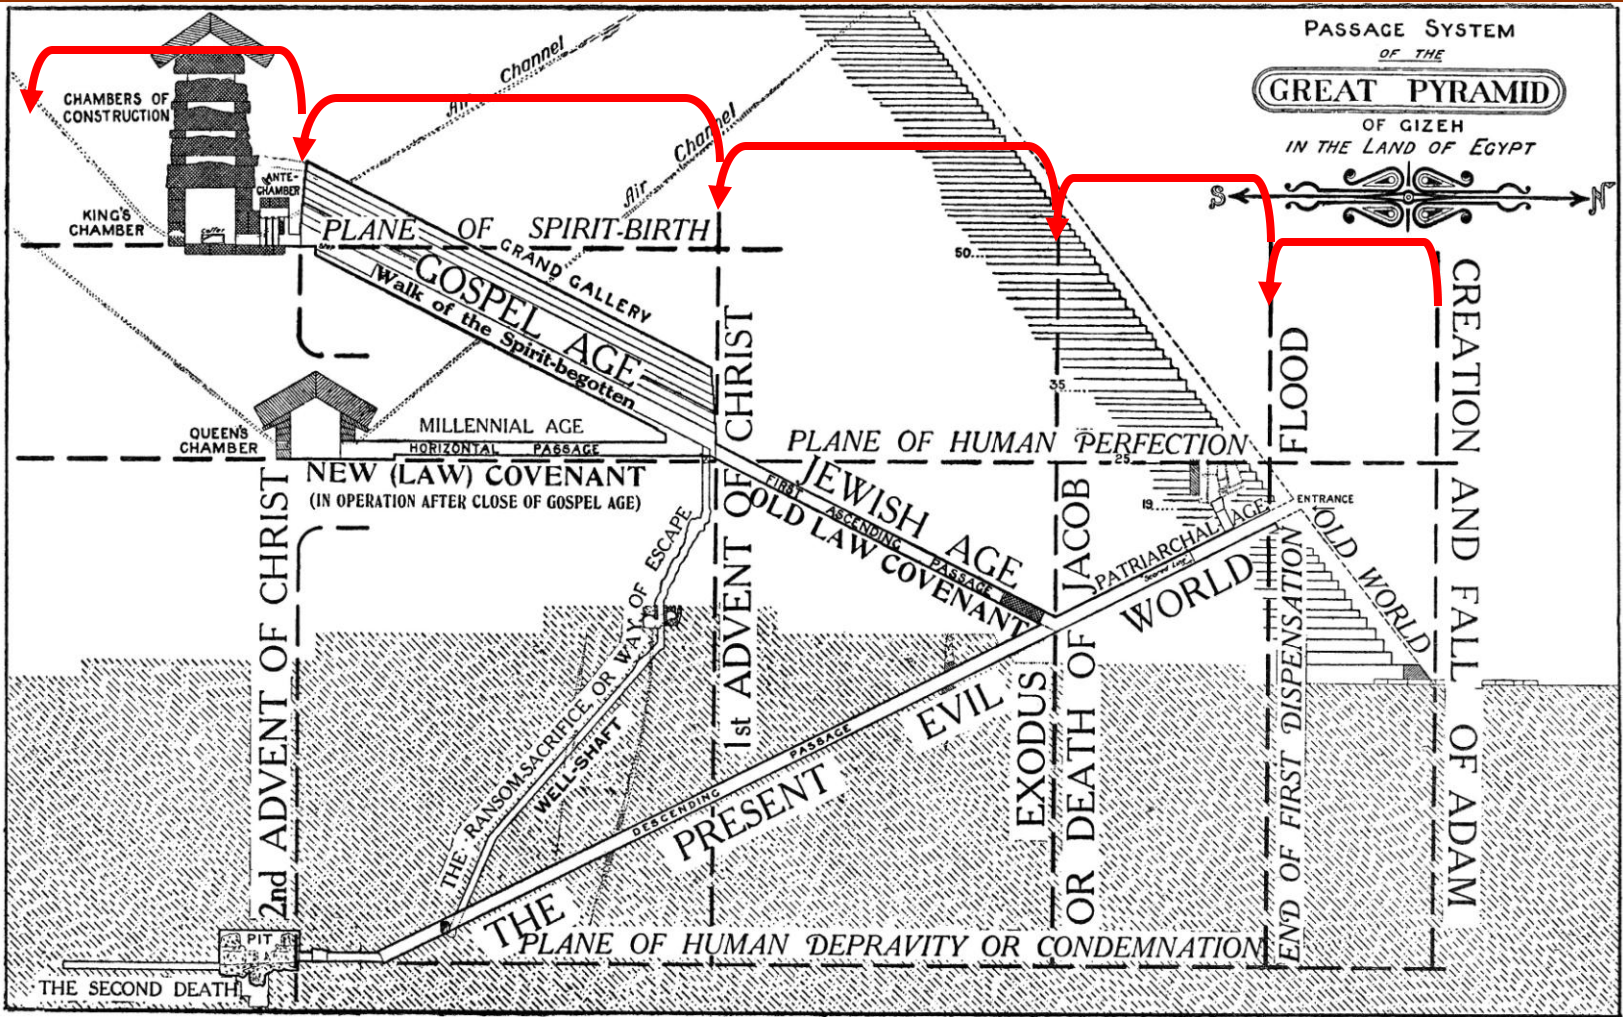 PASSAGE SYSTEM
OF THE
GREAT PYRAMID
OF GIZEH
IN THE LAND OF EGYPT
S
N
Air Channel
Air Channel
CHAMBERS OF
CONSTRUCTION
ANTE-
CHAMBER
KING'S
CHAMBER
Coffer
PLANE OF SPIRIT-BIRTH
GRAND GALLERY
GOSPEL AGE
Walk of the Spirit-begotten
50
35
25
19
QUEEN'S
CHAMBER
MILLENNIAL AGE
HORIZONTAL PASSAGE
NEW (LAW) COVENANT
(IN OPERATION AFTER CLOSE OF GOSPEL AGE)
PLANE OF HUMAN PERFECTION
JEWISH AGE
FIRST ASCENDING PASSAGE
OLD LAW COVENANT
PATRIARCHAL AGE
Scored Line
ENTRANCE
OLD WORLD
THE PRESENT EVIL WORLD
DESCENDING PASSAGE
THE RANSOM-SACRIFICE, OR WAY OF ESCAPE
WELL-SHAFT
2nd ADVENT OF CHRIST
1st ADVENT OF CHRIST
EXODUS
OR DEATH OF JACOB
FLOOD
END OF FIRST DISPENSATION
CREATION AND FALL OF ADAM
PIT
PLANE OF HUMAN DEPRAVITY OR CONDEMNATION
THE SECOND DEATH